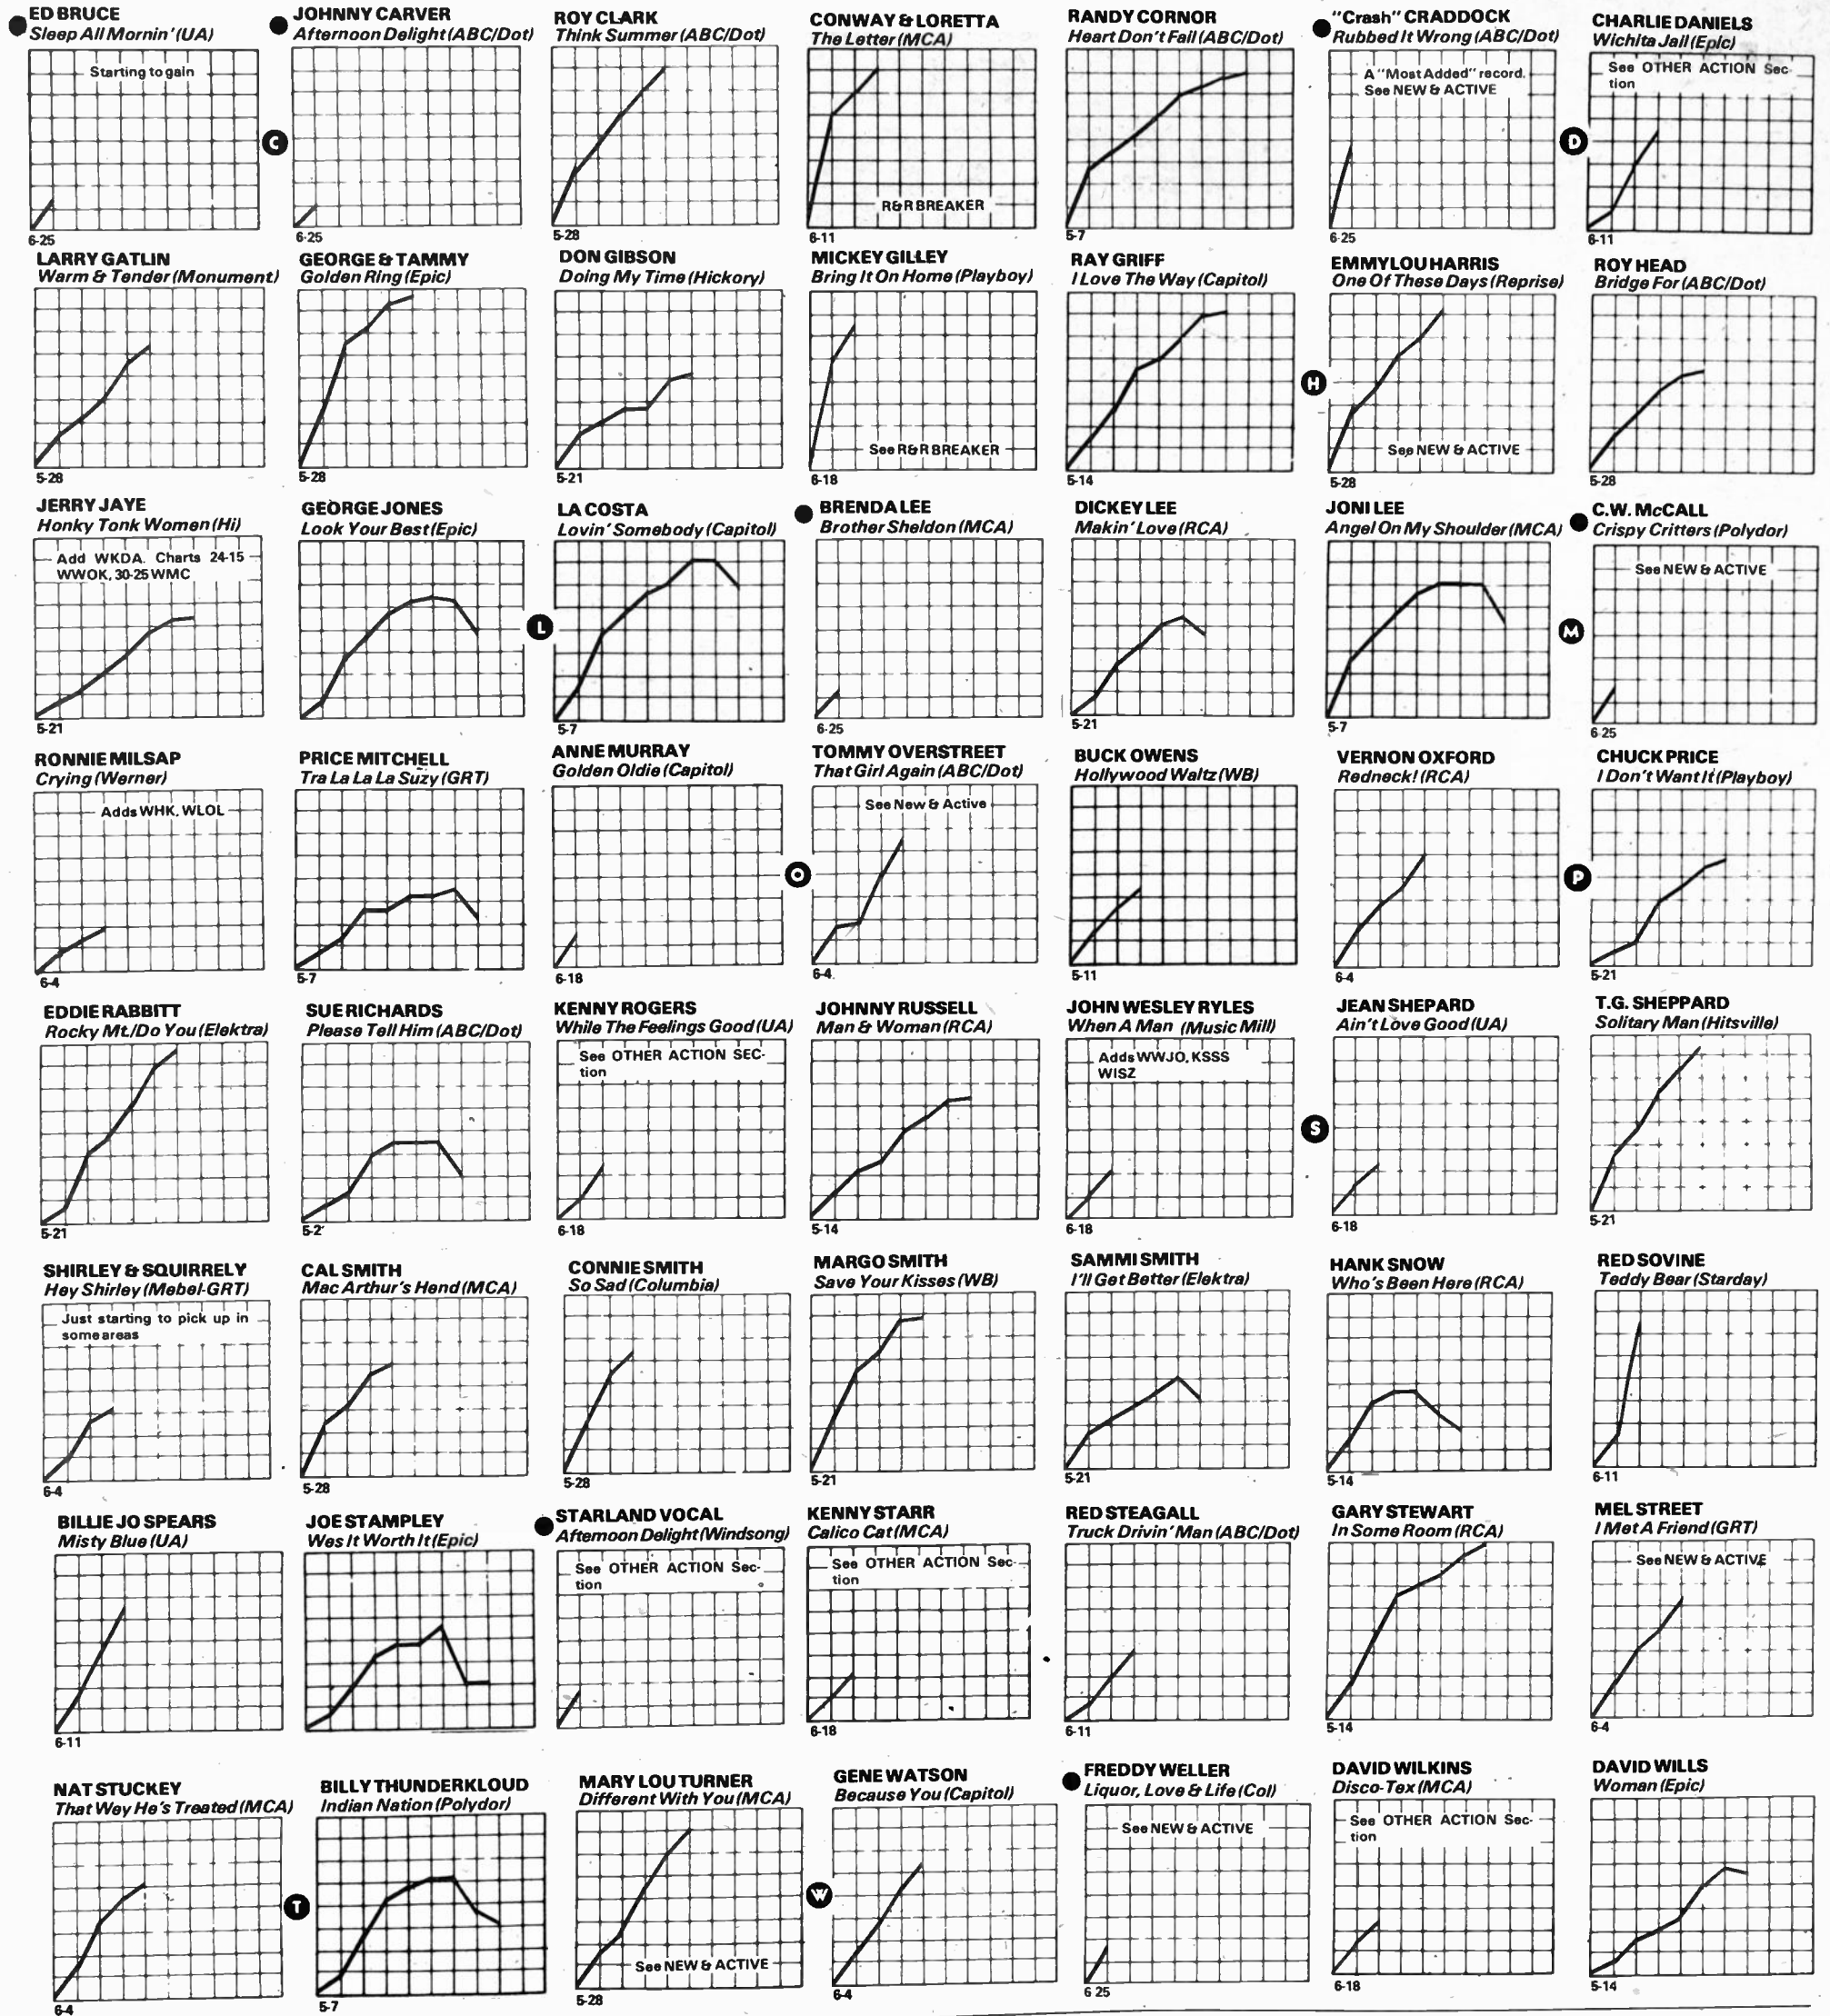 ED BRUCE
Sleep All Mornin' (UA)
Starting to gain
6-25
C
JOHNNY CARVER
Afternoon Delight (ABC/Dot)
6-25
ROY CLARK
Think Summer (ABC/Dot)
5-28
CONWAY & LORETTA
The Letter (MCA)
R&R BREAKER
6-11
RANDY CORNOR
Heart Don't Fail (ABC/Dot)
5-7
"Crash" CRADDOCK
Rubbed It Wrong (ABC/Dot)
A "Most Added" record.
See NEW & ACTIVE
6-25
D
CHARLIE DANIELS
Wichita Jail (Epic)
See OTHER ACTION Sec-
tion
6-11
LARRY GATLIN
Warm & Tender (Monument)
5-28
GEORGE & TAMMY
Golden Ring (Epic)
5-28
DON GIBSON
Doing My Time (Hickory)
5-21
MICKEY GILLEY
Bring It On Home (Playboy)
See R&R BREAKER
6-18
RAY GRIFF
I Love The Way (Capitol)
5-14
H
EMMYLOU HARRIS
One Of These Days (Reprise)
See NEW & ACTIVE
5-28
ROY HEAD
Bridge For (ABC/Dot)
5-28
JERRY JAYE
Honky Tonk Women (Hi)
Add WKDA. Charts 24-15
WWOK, 30-25 WMC
5-21
GEORGE JONES
Look Your Best (Epic)
L
LA COSTA
Lovin' Somebody (Capitol)
5-7
BRENDA LEE
Brother Sheldon (MCA)
6-25
DICKEY LEE
Makin' Love (RCA)
5-21
JONI LEE
Angel On My Shoulder (MCA)
5-7
M
C.W. McCALL
Crispy Critters (Polydor)
See NEW & ACTIVE
6 25
RONNIE MILSAP
Crying (Warner)
Adds WHK, WLOL
6-4
PRICE MITCHELL
Tra La La La Suzy (GRT)
5-7
ANNE MURRAY
Golden Oldie (Capitol)
6-18
O
TOMMY OVERSTREET
That Girl Again (ABC/Dot)
See New & Active
6-4
BUCK OWENS
Hollywood Waltz (WB)
5-11
VERNON OXFORD
Redneck! (RCA)
6-4
P
CHUCK PRICE
I Don't Want It (Playboy)
5-21
EDDIE RABBITT
Rocky Mt./Do You (Elektra)
5-21
SUE RICHARDS
Please Tell Him (ABC/Dot)
5-2
KENNY ROGERS
While The Feelings Good (UA)
See OTHER ACTION SEC-
tion
6-18
JOHNNY RUSSELL
Man & Woman (RCA)
5-14
JOHN WESLEY RYLES
When A Man (Music Mill)
Adds WWJO, KSSS
WISZ
6-18
S
JEAN SHEPARD
Ain't Love Good (UA)
6-18
T.G. SHEPPARD
Solitary Man (Hitsville)
5-21
SHIRLEY & SQUIRRELY
Hey Shirley (Mebel-GRT)
Just starting to pick up in
some areas
6-4
CAL SMITH
Mac Arthur's Hend (MCA)
5-28
CONNIE SMITH
So Sad (Columbia)
5-28
MARGO SMITH
Save Your Kisses (WB)
5-21
SAMMI SMITH
I'll Get Better (Elektra)
5-21
HANK SNOW
Who's Been Here (RCA)
5-14
RED SOVINE
Teddy Bear (Starday)
6-11
BILLIE JO SPEARS
Misty Blue (UA)
6-11
JOE STAMPLEY
Wes It Worth It (Epic)
STARLAND VOCAL
Afternoon Delight (Windsong)
See OTHER ACTION Sec-
tion
KENNY STARR
Calico Cat (MCA)
See OTHER ACTION Sec-
tion
6-18
RED STEAGALL
Truck Drivin' Man (ABC/Dot)
6-11
GARY STEWART
In Some Room (RCA)
5-14
MEL STREET
I Met A Friend (GRT)
See NEW & ACTIVE
6-4
NAT STUCKEY
That Wey He's Treated (MCA)
6-4
T
BILLY THUNDERKLOUD
Indian Nation (Polydor)
5-7
MARY LOU TURNER
Different With You (MCA)
See NEW & ACTIVE
5-28
W
GENE WATSON
Because You (Capitol)
6-4
FREDDY WELLER
Liquor, Love & Life (Col)
See NEW & ACTIVE
6 25
DAVID WILKINS
Disco-Tex (MCA)
See OTHER ACTION Sec-
tion
6-18
DAVID WILLS
Woman (Epic)
5-14